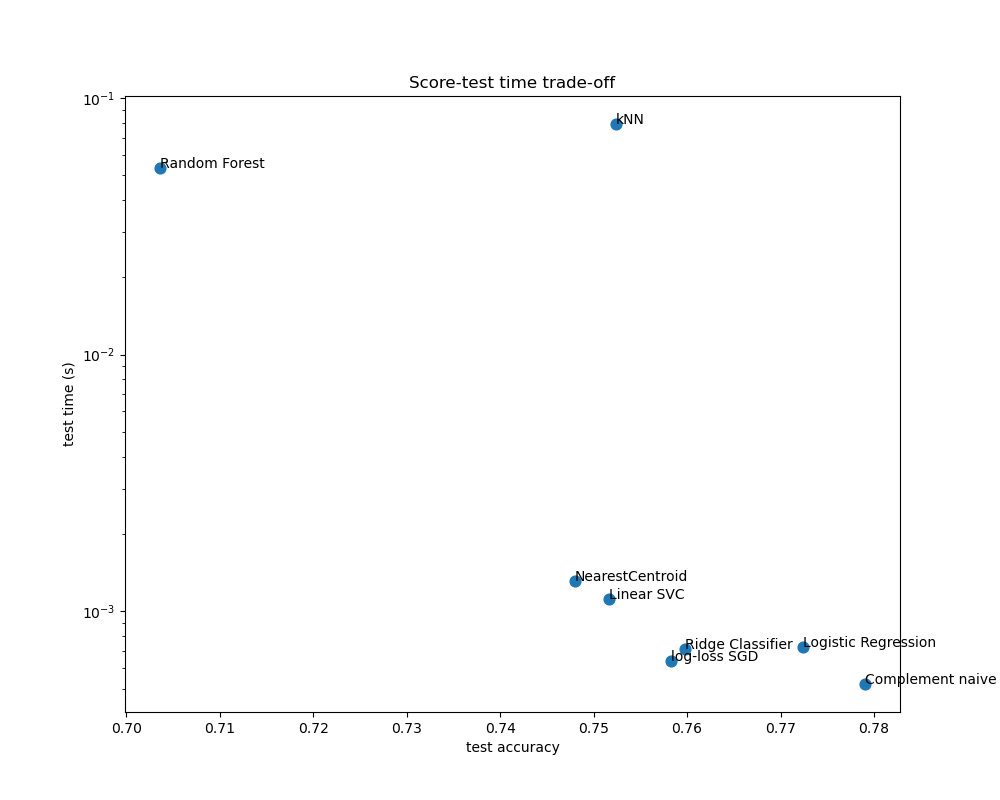 Score-test time trade-off
10⁻¹
kNN
Random Forest
10⁻²
test time (s)
NearestCentroid
Linear SVC
10⁻³
Ridge Classifier
Logistic Regression
log-loss SGD
Complement naive
0.70 0.71 0.72 0.73 0.74 0.75 0.76 0.77 0.78
test accuracy